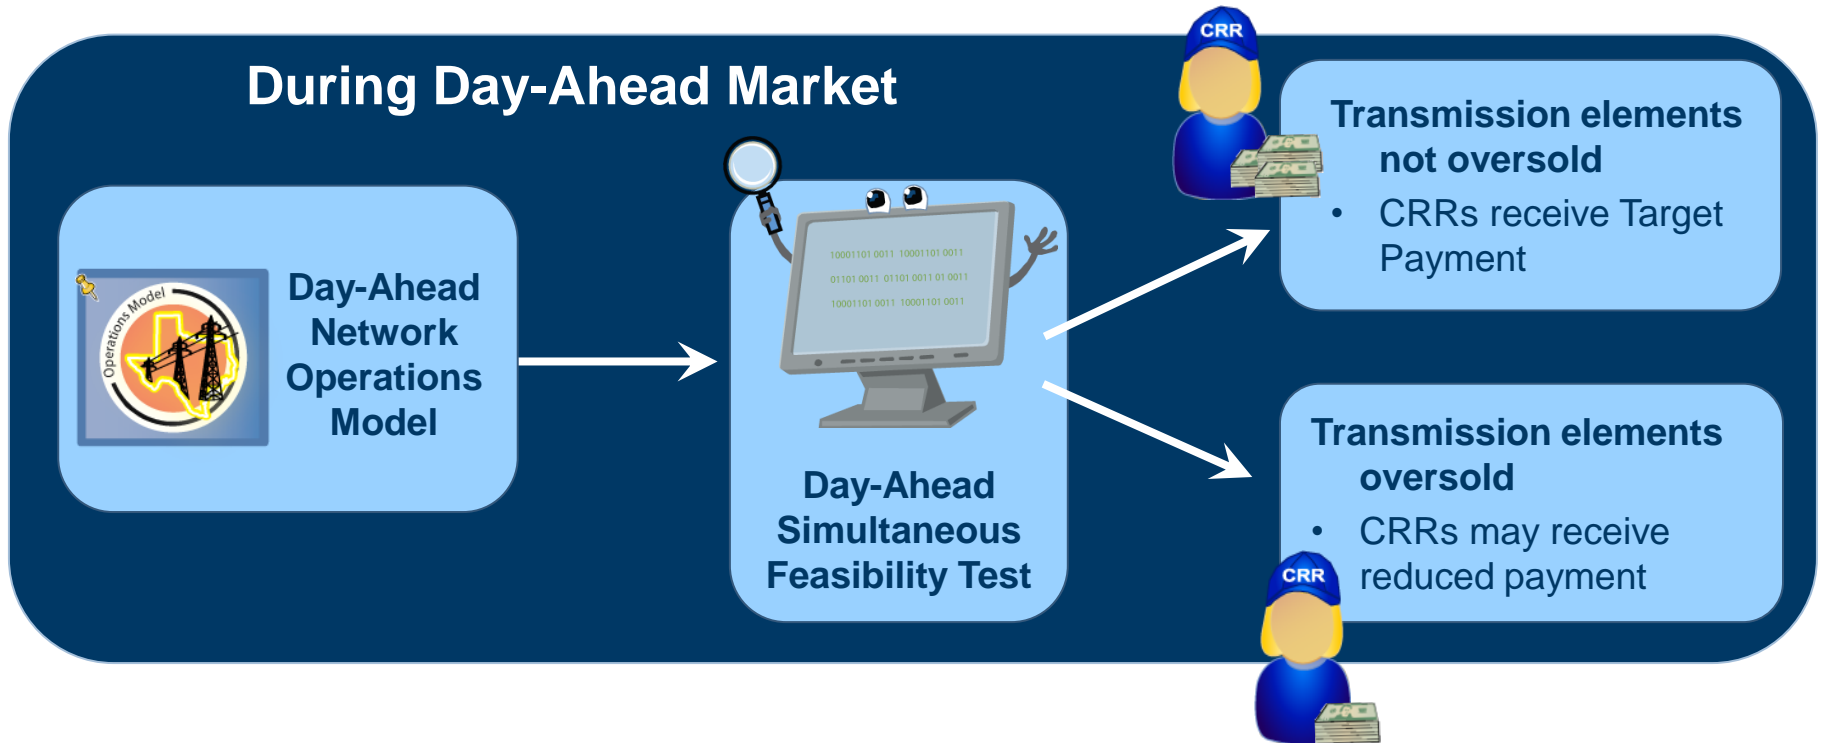 During Day-Ahead Market
Operations Model
Day-Ahead
Network
Operations
Model
10001101 0011 10001101 0011
01101 0011 01101 0011 01 0011
10001101 0011 10001101 0011
Day-Ahead
Simultaneous
Feasibility Test
CRR
Transmission elements
not oversold
• CRRs receive Target
Payment
Transmission elements
oversold
• CRRs may receive
reduced payment
CRR